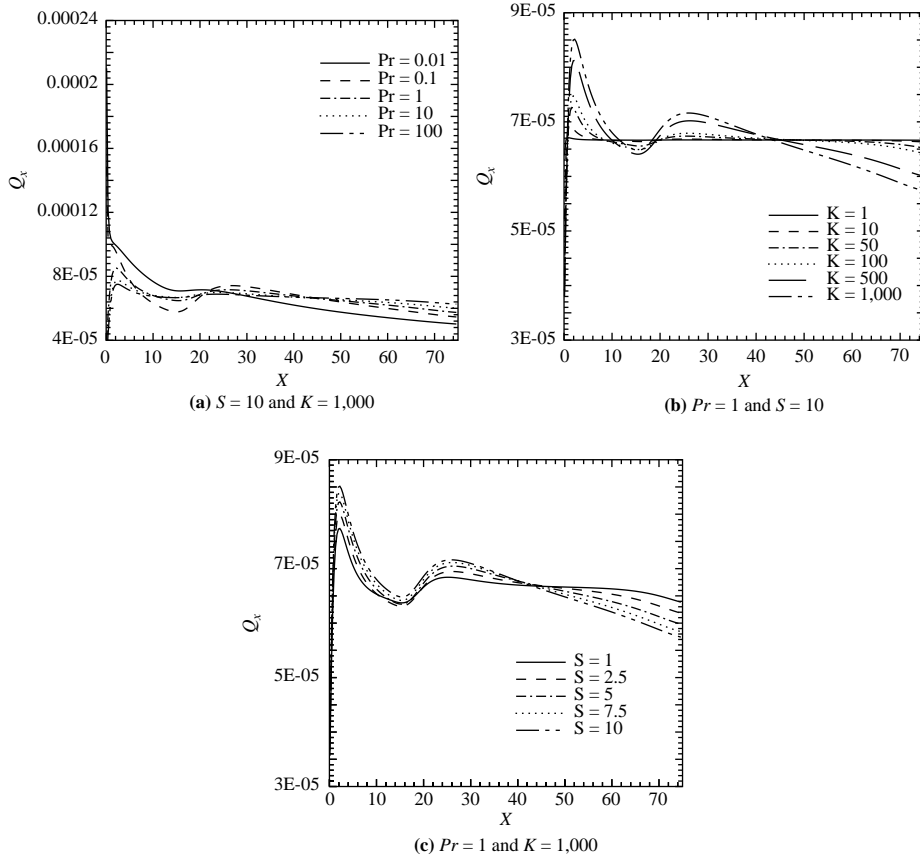 0.00024
0.0002
0.00016
0.00012
8E-05
4E-05
Qx
0 10 20 30 40 50 60 70
X
Pr = 0.01
Pr = 0.1
Pr = 1
Pr = 10
Pr = 100
(a) S = 10 and K = 1,000
9E-05
7E-05
5E-05
3E-05
Qx
0 10 20 30 40 50 60 70
X
K = 1
K = 10
K = 50
K = 100
K = 500
K = 1,000
(b) Pr = 1 and S = 10
9E-05
7E-05
5E-05
3E-05
Qx
0 10 20 30 40 50 60 70
X
S = 1
S = 2.5
S = 5
S = 7.5
S = 10
(c) Pr = 1 and K = 1,000